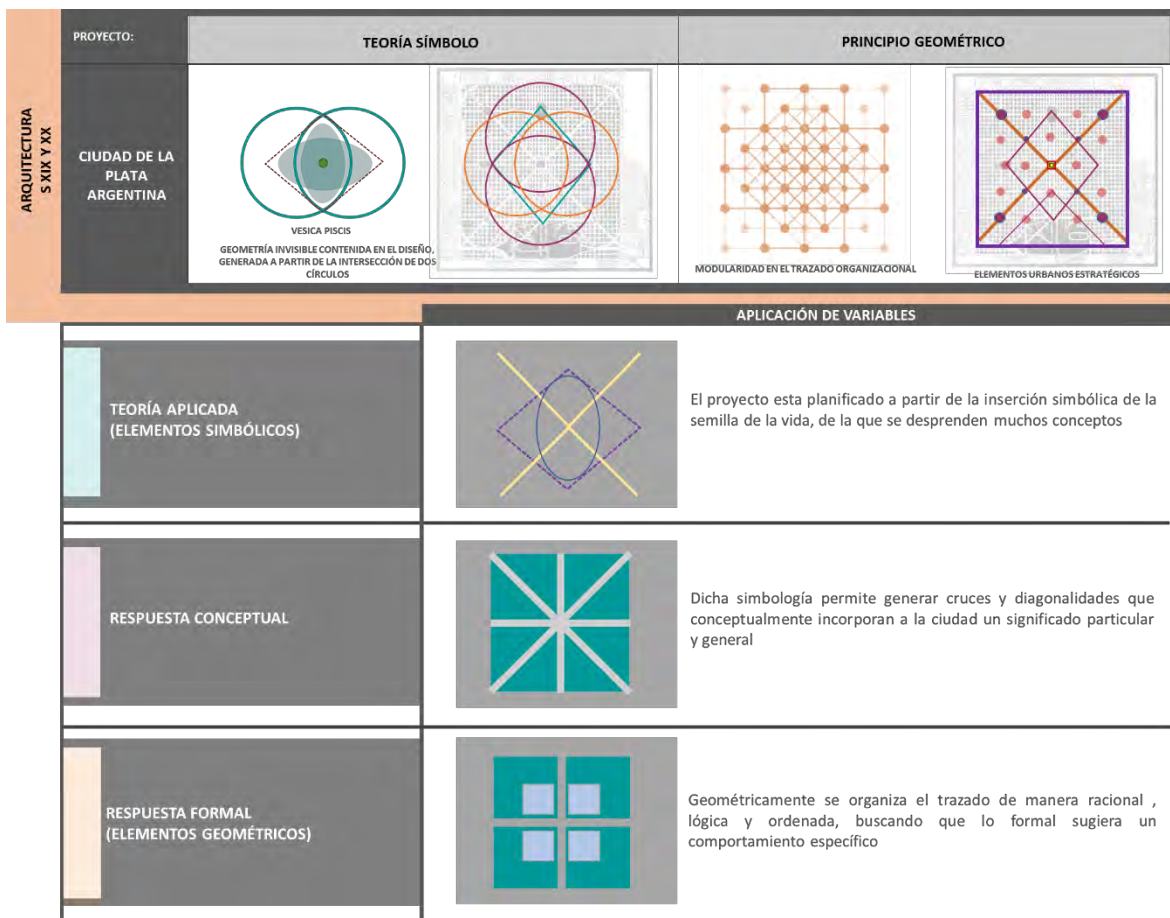 ARQUITECTURA
S XIX Y XX
PROYECTO:
TEORÍA SÍMBOLO
PRINCIPIO GEOMÉTRICO
CIUDAD DE LA
PLATA
ARGENTINA
VESICA PISCIS
GEOMETRÍA INVISIBLE CONTENIDA EN EL DISEÑO,
GENERADA A PARTIR DE LA INTERSECCIÓN DE DOS
CÍRCULOS
MODULARIDAD EN EL TRAZADO ORGANIZACIONAL
ELEMENTOS URBANOS ESTRATÉGICOS
APLICACIÓN DE VARIABLES
TEORÍA APLICADA
(ELEMENTOS SIMBÓLICOS)
El proyecto esta planificado a partir de la inserción simbólica de la
semilla de la vida, de la que se desprenden muchos conceptos
RESPUESTA CONCEPTUAL
Dicha simbología permite generar cruces y diagonalidades que
conceptualmente incorporan a la ciudad un significado particular
y general
RESPUESTA FORMAL
(ELEMENTOS GEOMÉTRICOS)
Geométricamente se organiza el trazado de manera racional ,
lógica y ordenada, buscando que lo formal sugiera un
comportamiento específico